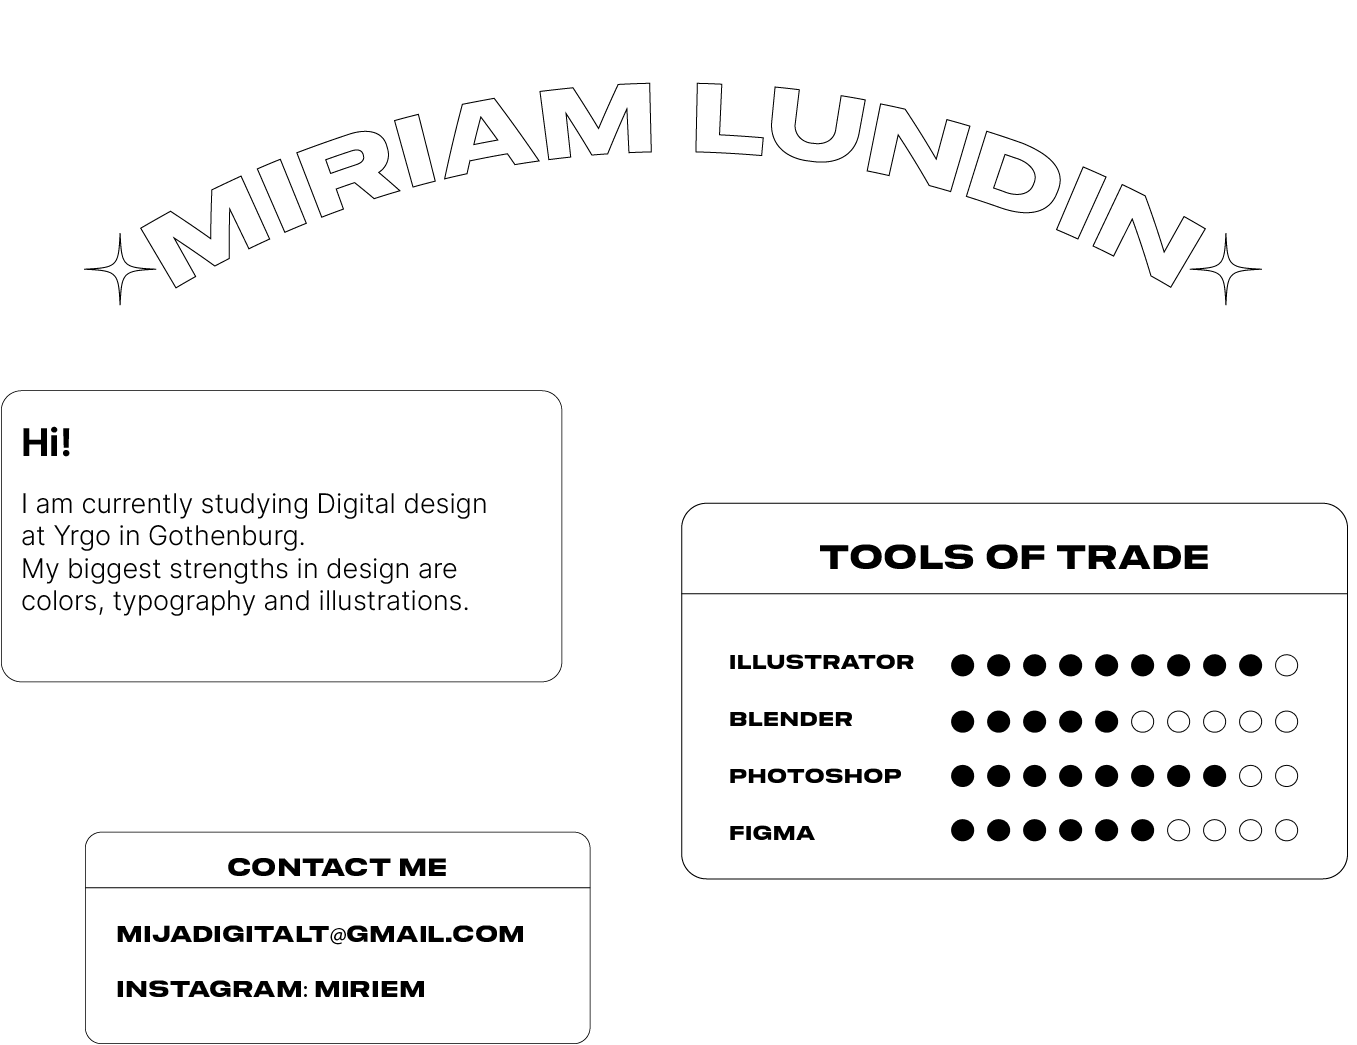 MIRIAM LUNDIN
Hi!
I am currently studying Digital design
at Yrgo in Gothenburg.
My biggest strengths in design are
colors, typography and illustrations.
TOOLS OF TRADE
ILLUSTRATOR
BLENDER
PHOTOSHOP
FIGMA
CONTACT ME
MIJADIGITALT@GMAIL.COM
INSTAGRAM: MIRIEM